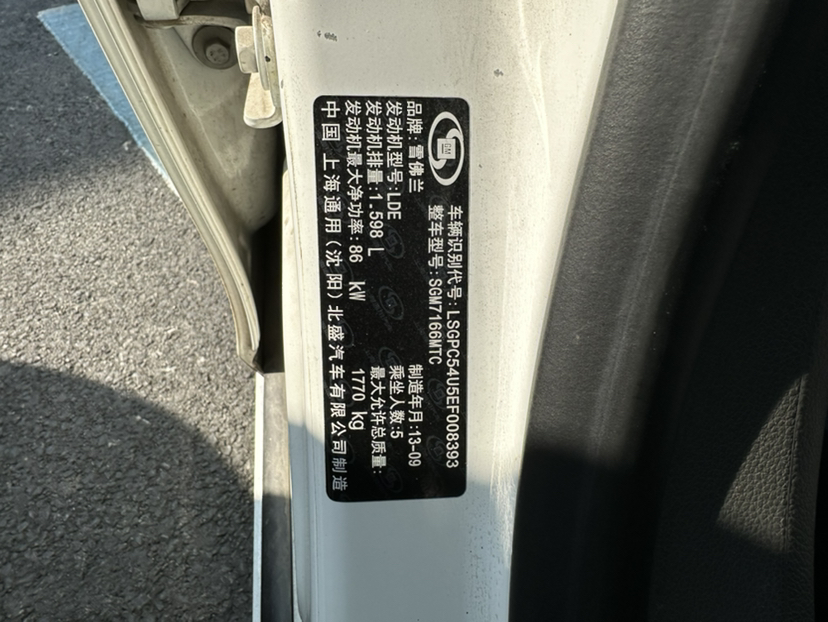 GM
车辆识别代号:LSGPC54U5EF008393
整车型号:SGM7166MTC
品牌:雪佛兰
制造年月:13-09
发动机型号:LDE
乘坐人数:5
发动机排量:1.598 L
最大允许总质量:
发动机最大净功率:86 kW
1770 kg
中国 上海通用(沈阳)北盛汽车有限公司制造